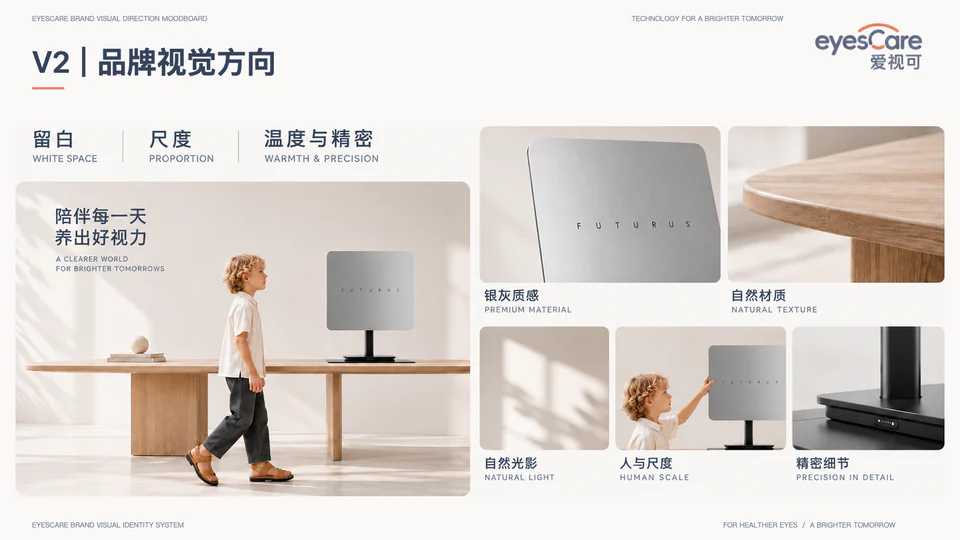 EYESCARE BRAND VISUAL DIRECTION MOODBOARD
TECHNOLOGY FOR A BRIGHTER TOMORROW
eyesCare
爱视可
V2 | 品牌视觉方向
留白
WHITE SPACE
尺度
PROPORTION
温度与精密
WARMTH & PRECISION
陪伴每一天
养出好视力
A CLEARER WORLD
FOR BRIGHTER TOMORROWS
FUTURUS
FUTURUS
银灰质感
PREMIUM MATERIAL
自然材质
NATURAL TEXTURE
FUTURUS
自然光影
NATURAL LIGHT
人与尺度
HUMAN SCALE
精密细节
PRECISION IN DETAIL
EYESCARE BRAND VISUAL IDENTITY SYSTEM
FOR HEALTHIER EYES / A BRIGHTER TOMORROW